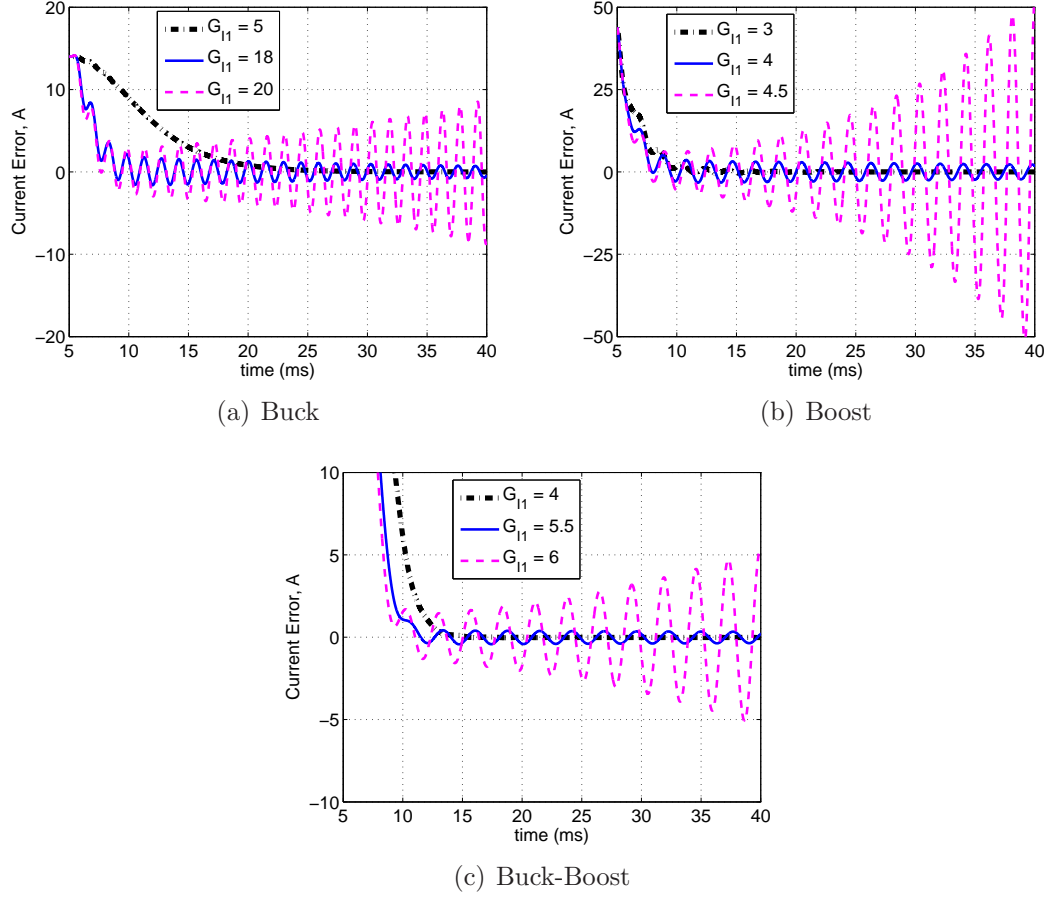 20
10
0
−10
−20
Current Error, A
5 10 15 20 25 30 35 40
time (ms)
G_I1 = 5
G_I1 = 18
G_I1 = 20
(a) Buck
50
25
0
−25
−50
Current Error, A
5 10 15 20 25 30 35 40
time (ms)
G_I1 = 3
G_I1 = 4
G_I1 = 4.5
(b) Boost
10
5
0
−5
−10
Current Error, A
5 10 15 20 25 30 35 40
time (ms)
G_I1 = 4
G_I1 = 5.5
G_I1 = 6
(c) Buck-Boost